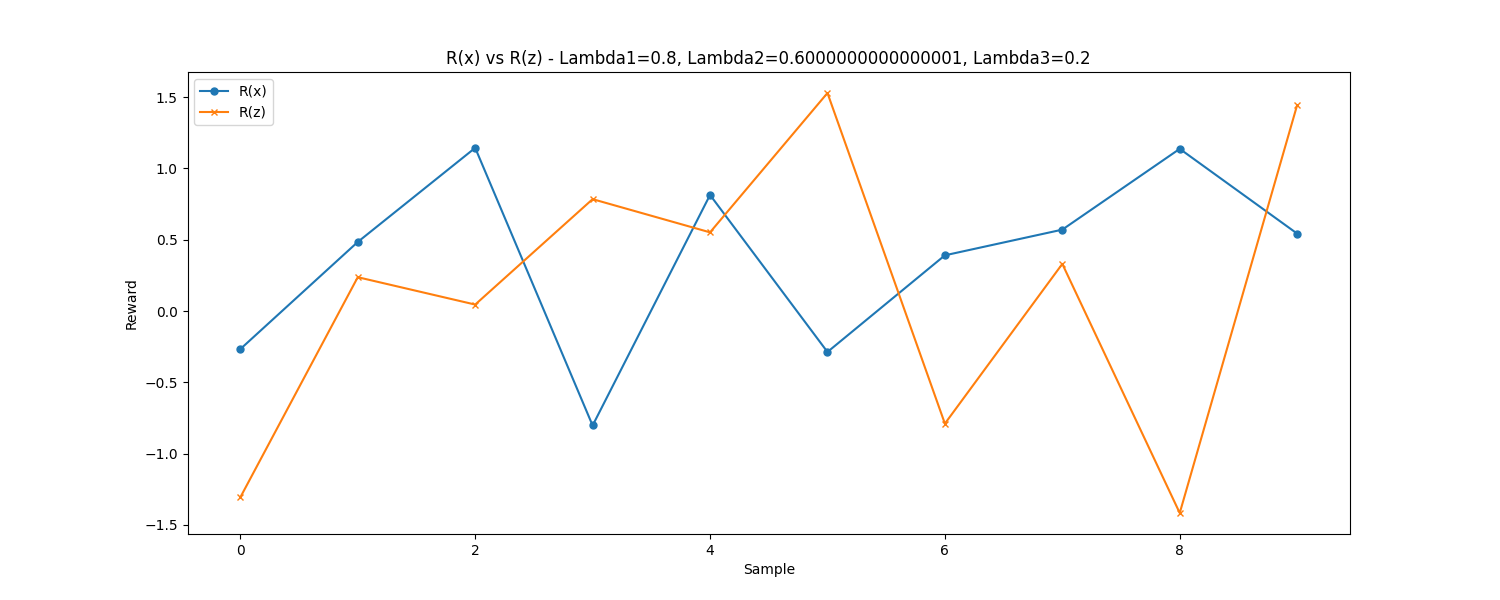 R(x) vs R(z) - Lambda1=0.8, Lambda2=0.6000000000000001, Lambda3=0.2
R(x)
R(z)
1.5
1.0
0.5
0.0
−0.5
−1.0
−1.5
Reward
0 2 4 6 8
Sample